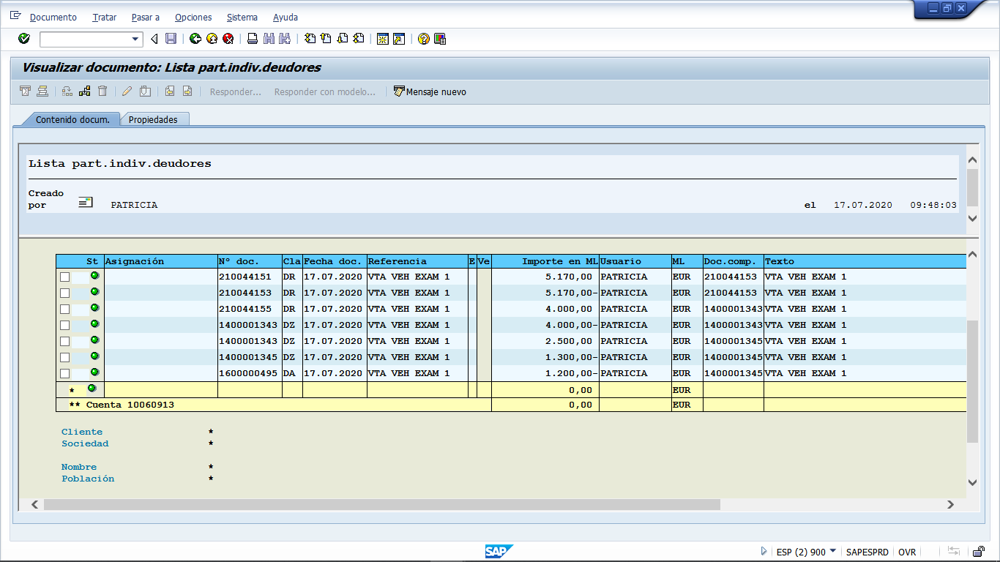 Documento Tratar Pasar a Opciones Sistema Ayuda
Visualizar documento: Lista part.indiv.deudores
Responder... Responder con modelo... Mensaje nuevo
Contenido docum. Propiedades
Lista part.indiv.deudores
Creado
por PATRICIA el 17.07.2020 09:48:03
St Asignación Nº doc. Cla Fecha doc. Referencia E Ve Importe en ML Usuario ML Doc.comp. Texto
210044151 DR 17.07.2020 VTA VEH EXAM 1 5.170,00 PATRICIA EUR 210044153 VTA VEH EXAM 1
210044153 DR 17.07.2020 VTA VEH EXAM 1 5.170,00- PATRICIA EUR 210044153 VTA VEH EXAM 1
210044155 DR 17.07.2020 VTA VEH EXAM 1 4.000,00 PATRICIA EUR 1400001343 VTA VEH EXAM 1
1400001343 DZ 17.07.2020 VTA VEH EXAM 1 4.000,00- PATRICIA EUR 1400001343 VTA VEH EXAM 1
1400001343 DZ 17.07.2020 VTA VEH EXAM 1 2.500,00 PATRICIA EUR 1400001345 VTA VEH EXAM 1
1400001345 DZ 17.07.2020 VTA VEH EXAM 1 1.300,00- PATRICIA EUR 1400001345 VTA VEH EXAM 1
1600000495 DA 17.07.2020 VTA VEH EXAM 1 1.200,00- PATRICIA EUR 1400001345 VTA VEH EXAM 1
* 0,00 EUR
** Cuenta 10060913 0,00 EUR
Cliente *
Sociedad *
Nombre *
Población *
SAP ESP (2) 900 SAPESPRD OVR